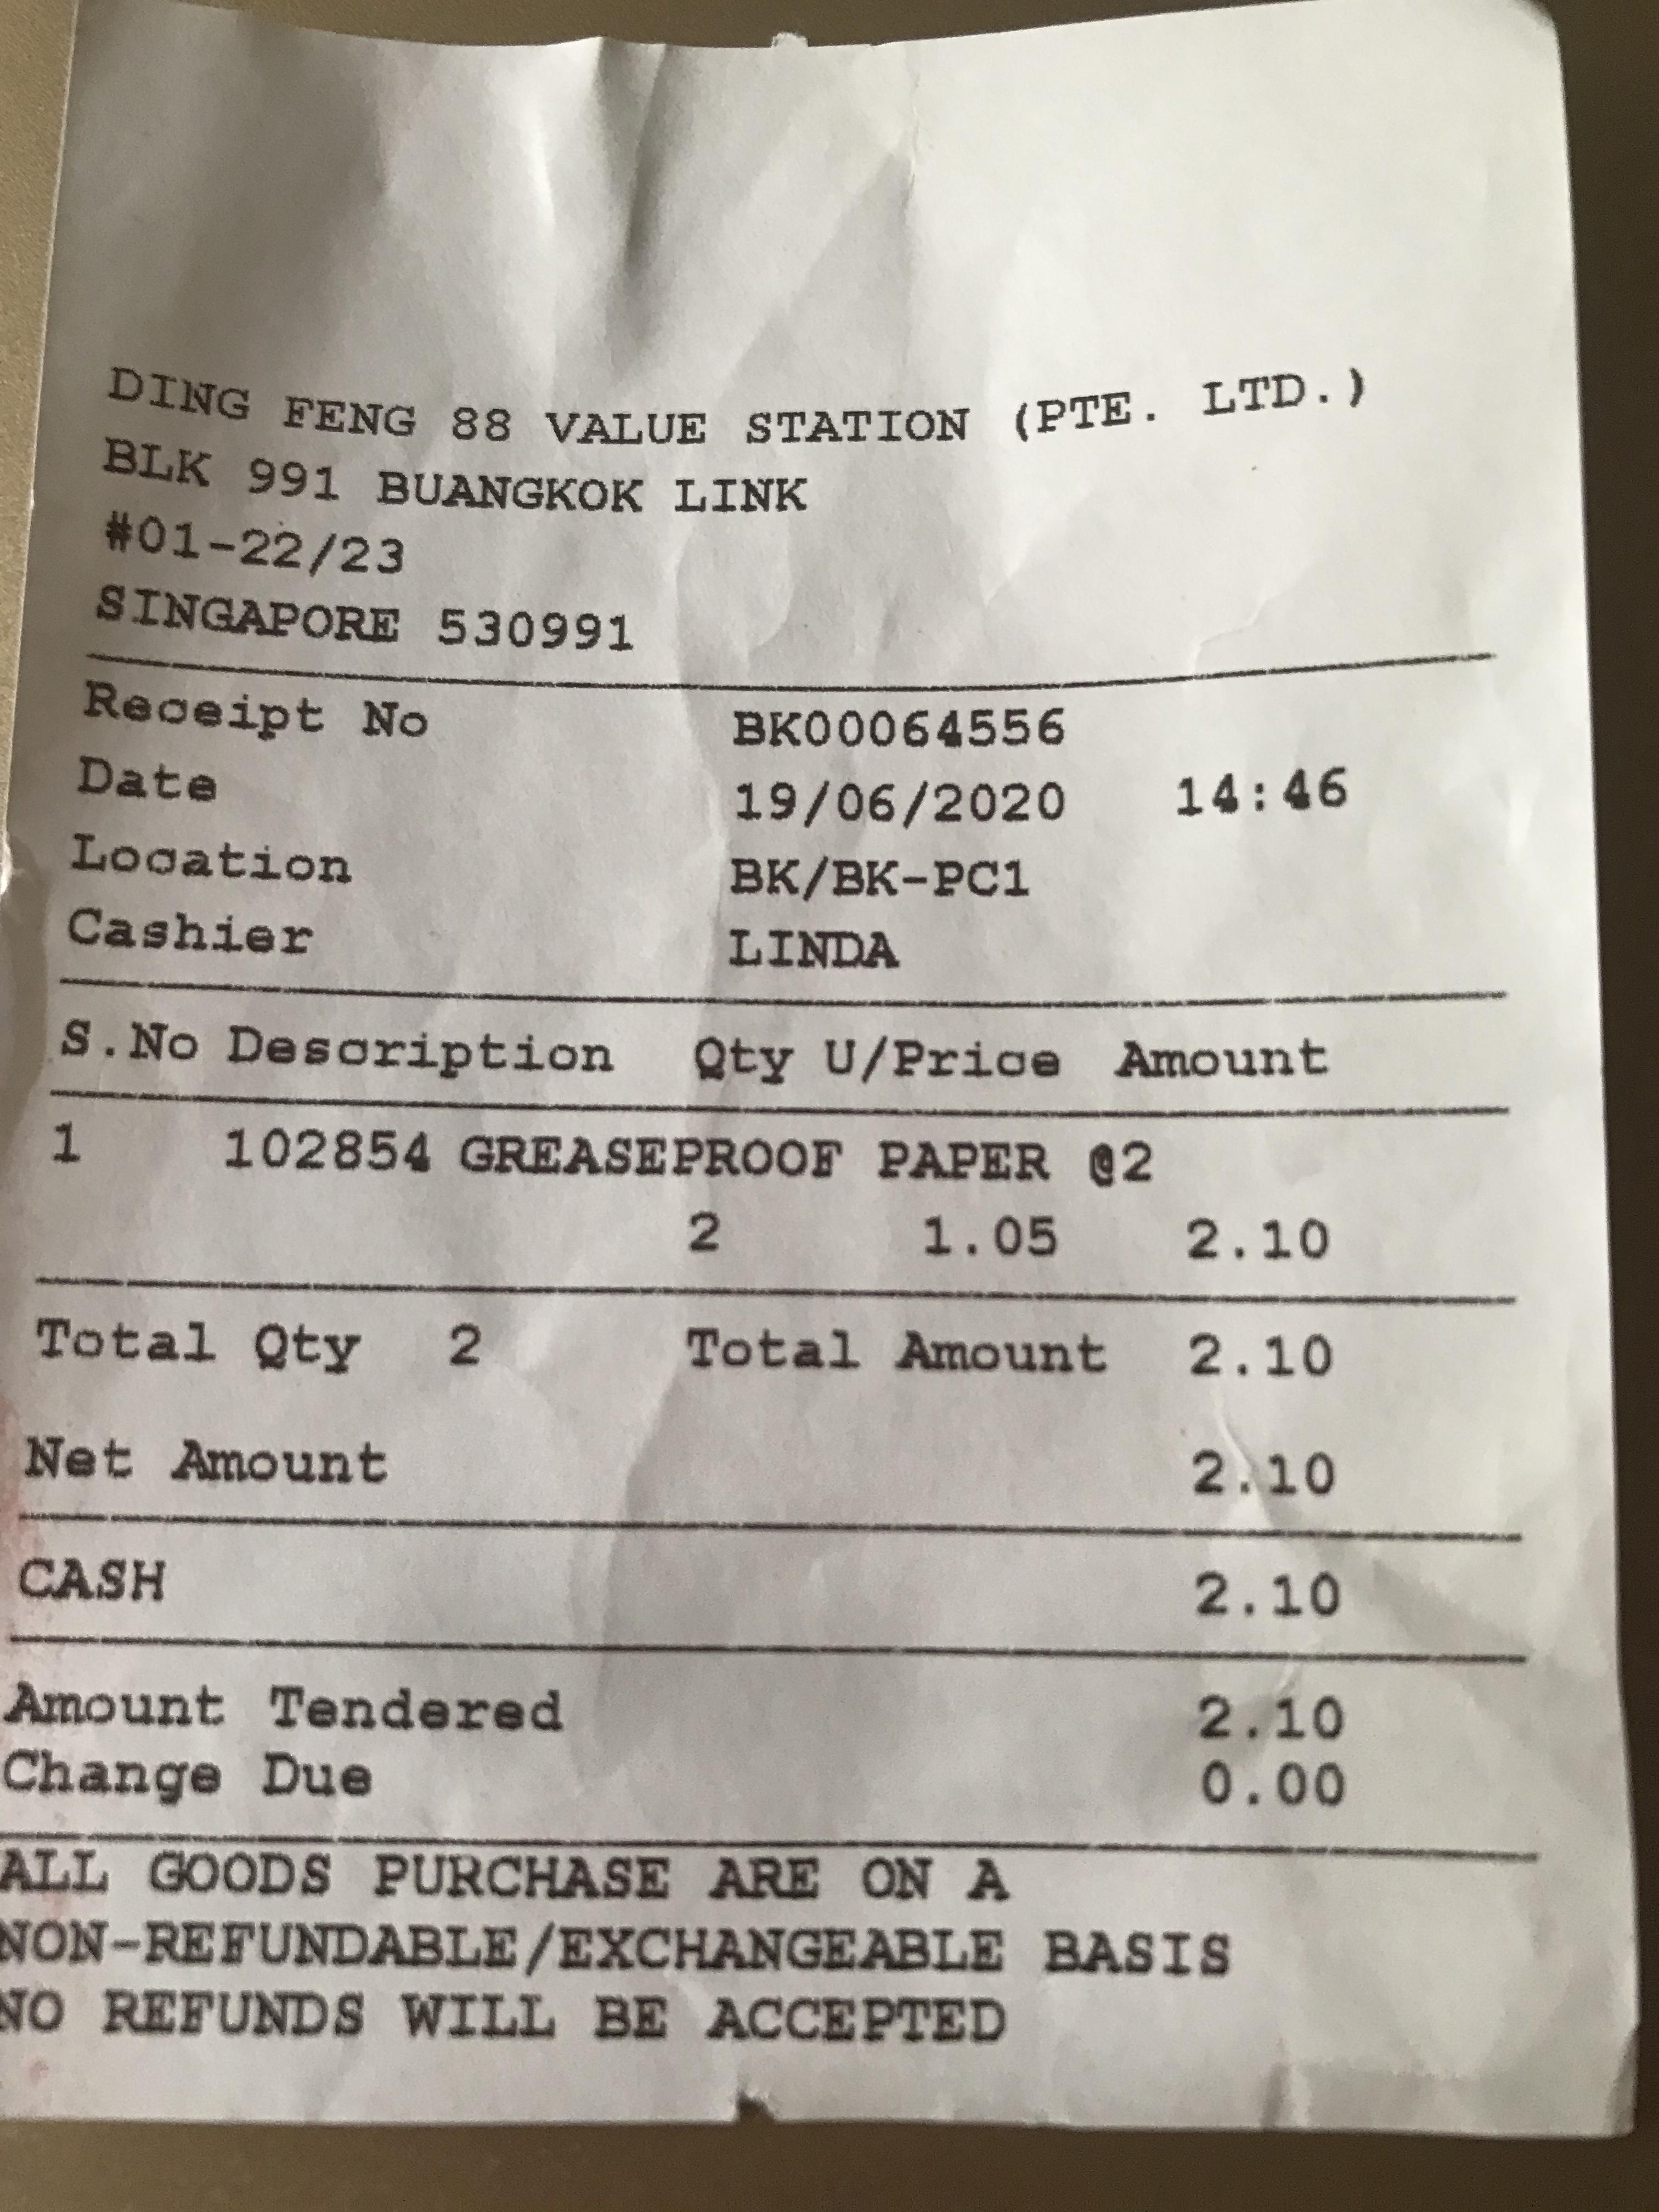 DING FENG 88 VALUE STATION (PTE. LTD.)
BLK 991 BUANGKOK LINK
#01-22/23
SINGAPORE 530991
Receipt No BK00064556
Date 19/06/2020 14:46
Location BK/BK-PC1
Cashier LINDA
S.No Description Qty U/Price Amount
1 102854 GREASEPROOF PAPER @2
2 1.05 2.10
Total Qty 2 Total Amount 2.10
Net Amount 2.10
CASH 2.10
Amount Tendered 2.10
Change Due 0.00
ALL GOODS PURCHASE ARE ON A
NON-REFUNDABLE/EXCHANGEABLE BASIS
NO REFUNDS WILL BE ACCEPTED